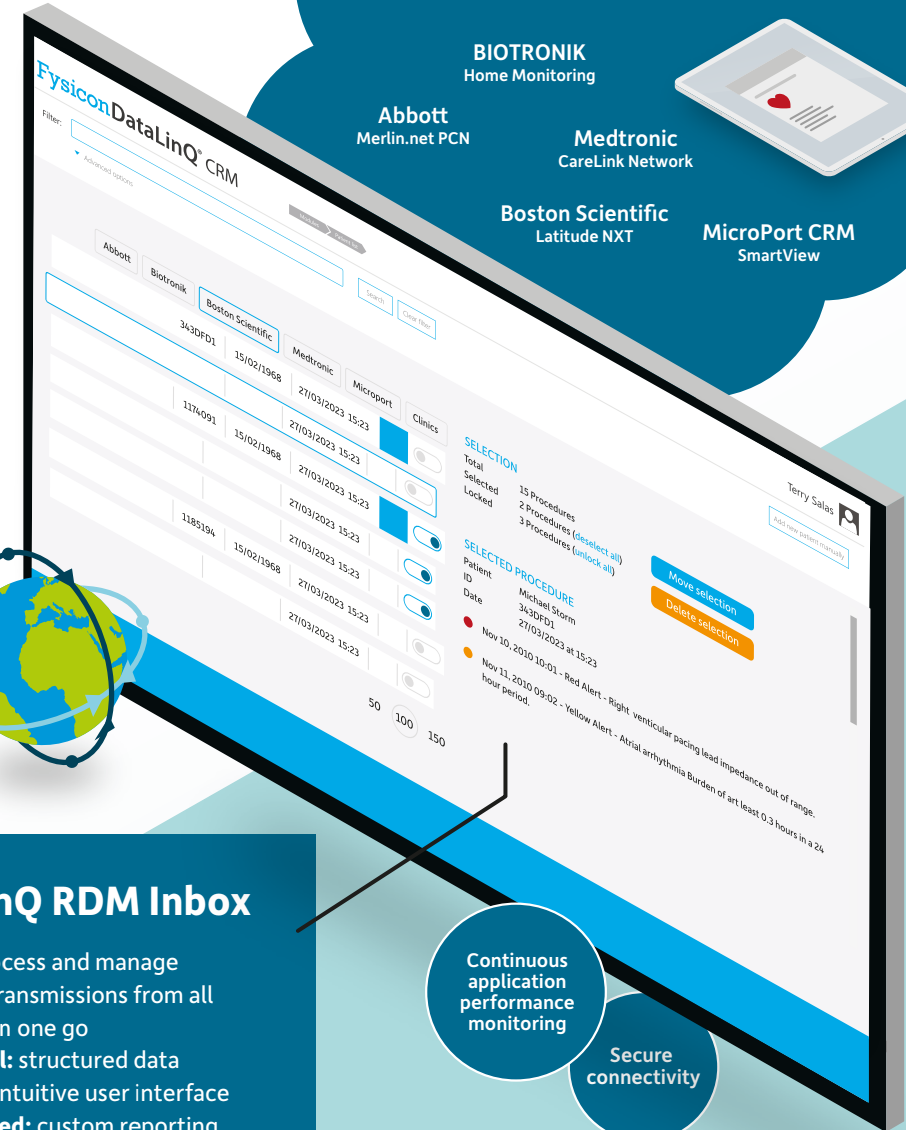 BIOTRONIK
Home Monitoring
Abbott
Merlin.net PCN
Medtronic
CareLink Network
Boston Scientific
Latitude NXT
MicroPort CRM
SmartView
FysiconDataLinQ® CRM
Filter:
Advanced options
Modules
Patient list
Search
Clear filter
Terry Salas
Add new patient manually
Abbott
Biotronik
Boston Scientific
Medtronic
Microport
Clinics
343DFD1 15/02/1968 27/03/2023 15:23
27/03/2023 15:23
1174091 15/02/1968 27/03/2023 15:23
27/03/2023 15:23
27/03/2023 15:23
1185194 15/02/1968 27/03/2023 15:23
27/03/2023 15:23
50 100 150
SELECTION
Total 15 Procedures
Selected 2 Procedures (deselect all)
Locked 3 Procedures (unlock all)
SELECTED PROCEDURE
Patient Michael Storm
ID 343DFD1
Date 27/03/2023 at 15:23
Move selection
Delete selection
Nov 10, 2010 10:01 - Red Alert - Right venticular pacing lead impedance out of range.
Nov 11, 2010 09:02 - Yellow Alert - Atrial arrhythmia Burden of art least 0.3 hours in a 24
hour period.
nQ RDM Inbox
cess and manage
ransmissions from all
n one go
l: structured data
intuitive user interface
ed: custom reporting
Continuous
application
performance
monitoring
Secure
connectivity